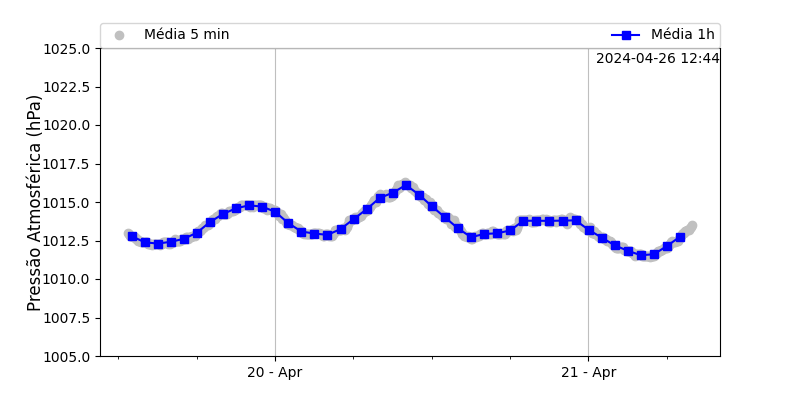 Média 5 min
Média 1h
2024-04-26 12:44
Pressão Atmosférica (hPa)
1025.0
1022.5
1020.0
1017.5
1015.0
1012.5
1010.0
1007.5
1005.0
20 - Apr
21 - Apr